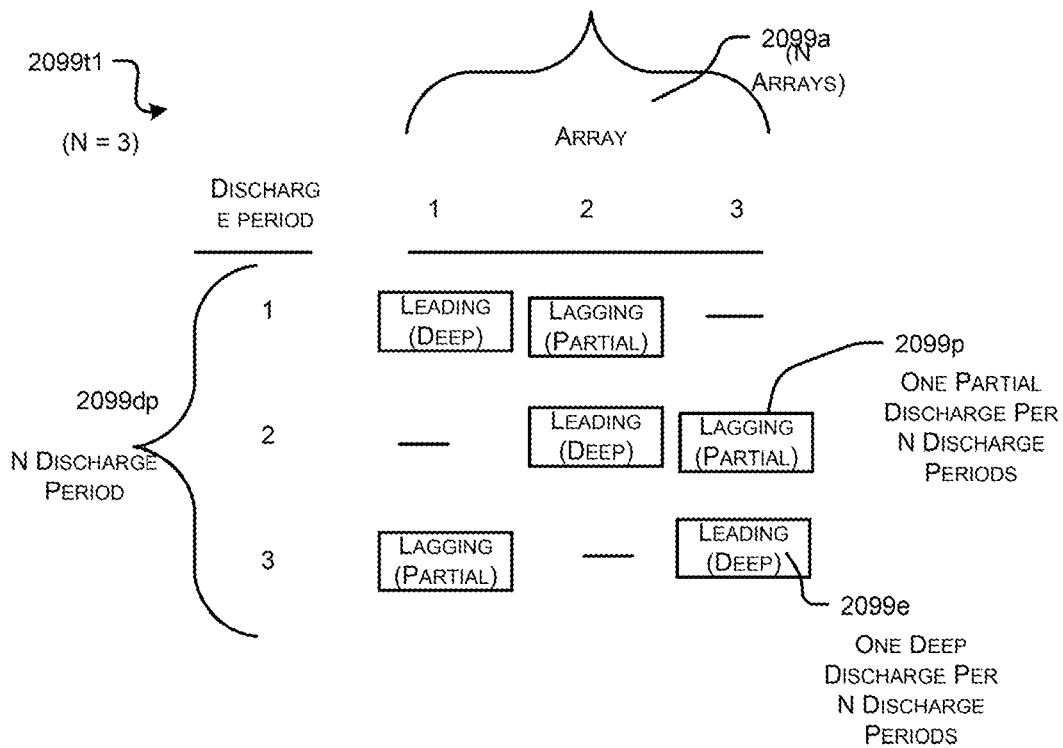 2099t1
(N = 3)
2099a
(N
ARRAYS)
ARRAY
DISCHARG
E PERIOD
1 2 3
1
LEADING
(DEEP)
LAGGING
(PARTIAL)
—
2099p
ONE PARTIAL
DISCHARGE PER
N DISCHARGE
PERIODS
2099dp
N DISCHARGE
PERIOD
2
—
LEADING
(DEEP)
LAGGING
(PARTIAL)
3
LAGGING
(PARTIAL)
—
LEADING
(DEEP)
2099e
ONE DEEP
DISCHARGE PER
N DISCHARGE
PERIODS